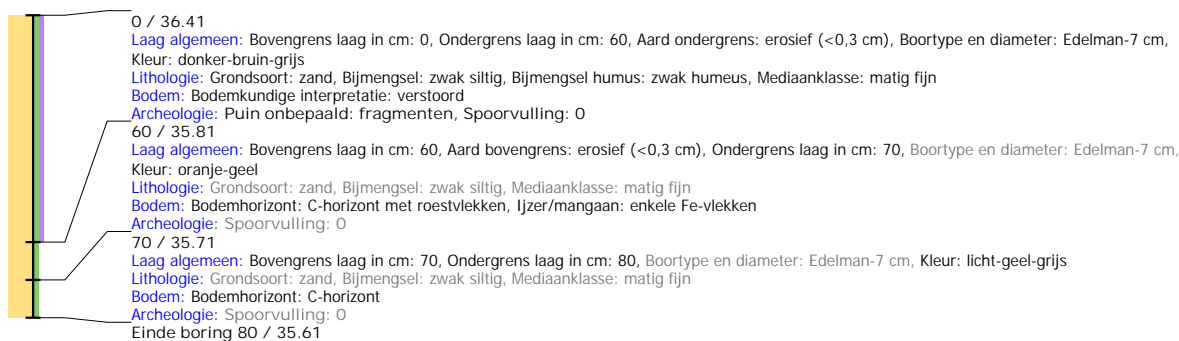 0 / 36.41
Laag algemeen: Bovengrens laag in cm: 0, Ondergrens laag in cm: 60, Aard ondergrens: erosief (<0,3 cm), Boortype en diameter: Edelman-7 cm,
Kleur: donker-bruin-grijs
Lithologie: Grondsoort: zand, Bijmengsel: zwak siltig, Bijmengsel humus: zwak humeus, Mediaanklasse: matig fijn
Bodem: Bodemkundige interpretatie: verstoord
Archeologie: Puin onbepaald: fragmenten, Spoorvulling: 0
60 / 35.81
Laag algemeen: Bovengrens laag in cm: 60, Aard bovengrens: erosief (<0,3 cm), Ondergrens laag in cm: 70, Boortype en diameter: Edelman-7 cm,
Kleur: oranje-geel
Lithologie: Grondsoort: zand, Bijmengsel: zwak siltig, Mediaanklasse: matig fijn
Bodem: Bodemhorizont: C-horizont met roestvlekken, Ijzer/mangaan: enkele Fe-vlekken
Archeologie: Spoorvulling: 0
70 / 35.71
Laag algemeen: Bovengrens laag in cm: 70, Ondergrens laag in cm: 80, Boortype en diameter: Edelman-7 cm, Kleur: licht-geel-grijs
Lithologie: Grondsoort: zand, Bijmengsel: zwak siltig, Mediaanklasse: matig fijn
Bodem: Bodemhorizont: C-horizont
Archeologie: Spoorvulling: 0
Einde boring 80 / 35.61